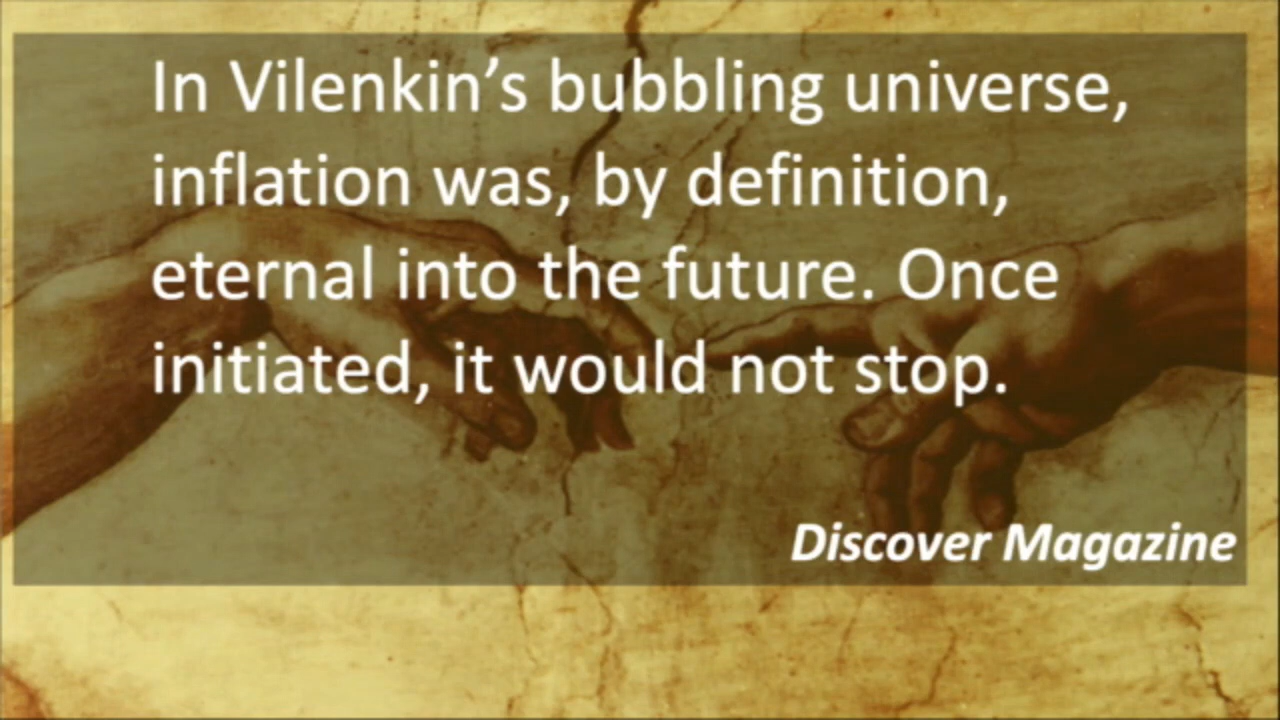 In Vilenkin’s bubbling universe,
inflation was, by definition,
eternal into the future. Once
initiated, it would not stop.
Discover Magazine